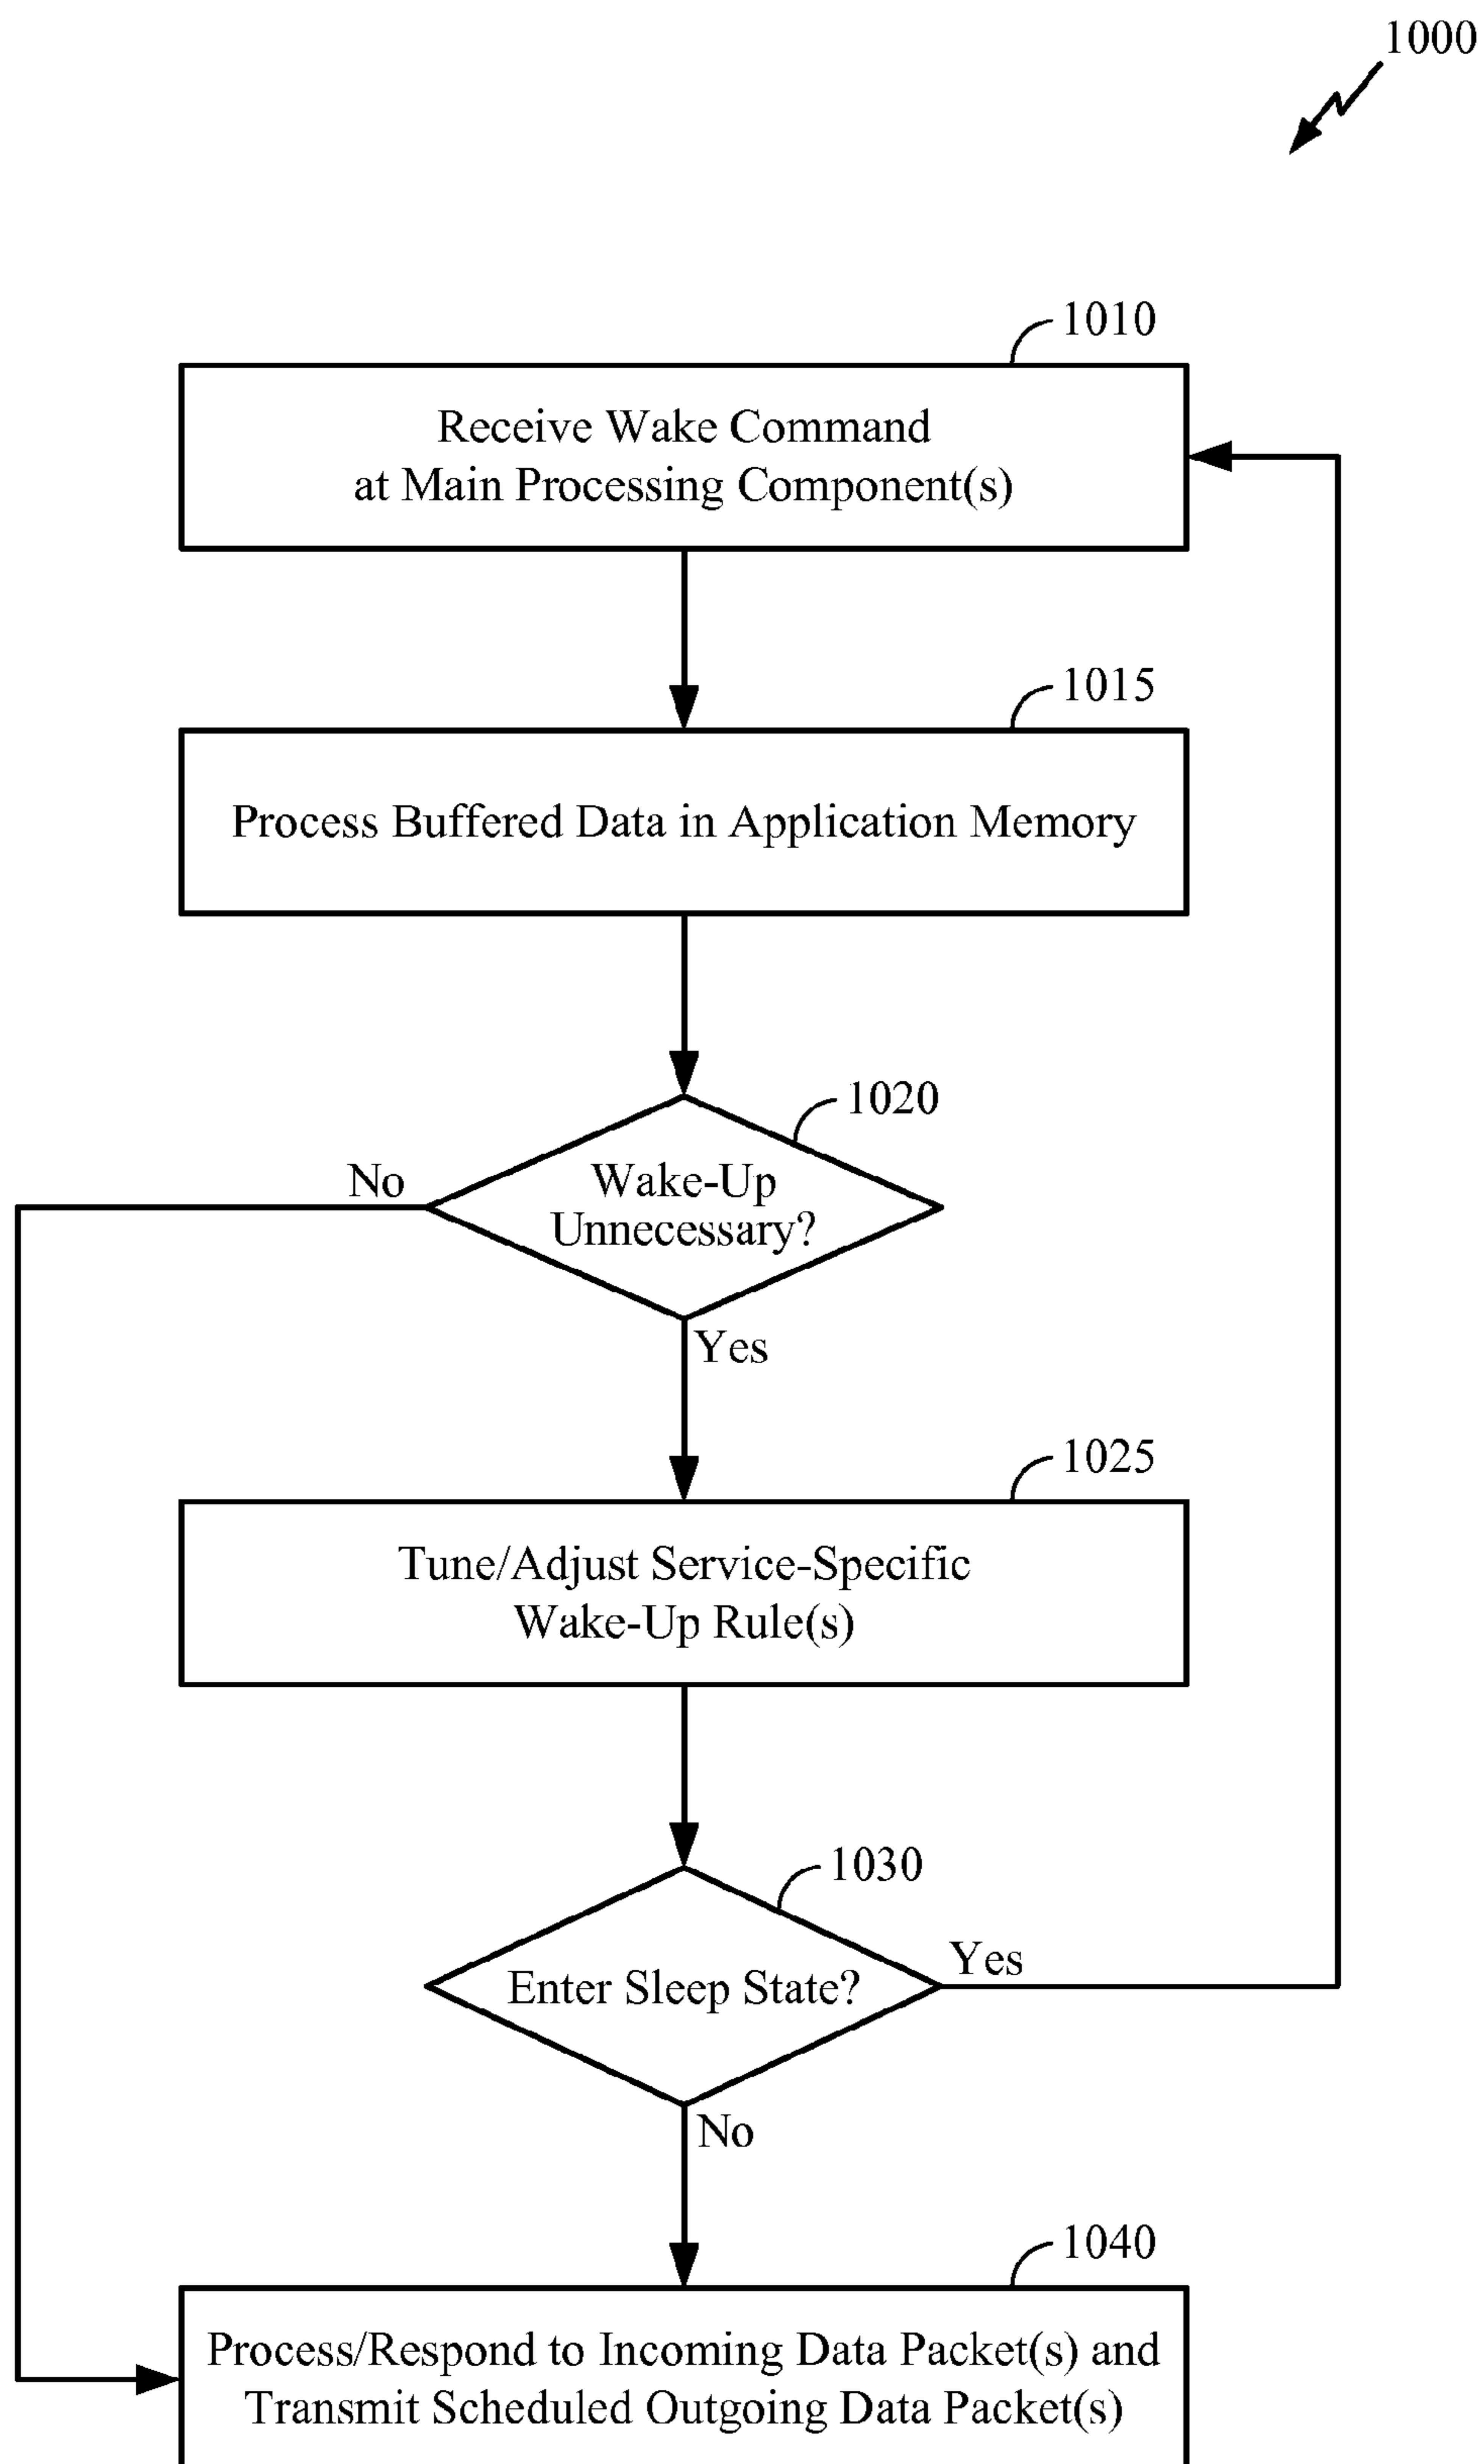 1000
1010
Receive Wake Command
at Main Processing Component(s)
1015
Process Buffered Data in Application Memory
1020
No
Wake-Up
Unnecessary?
Yes
1025
Tune/Adjust Service-Specific
Wake-Up Rule(s)
1030
Enter Sleep State?
Yes
No
1040
Process/Respond to Incoming Data Packet(s) and
Transmit Scheduled Outgoing Data Packet(s)